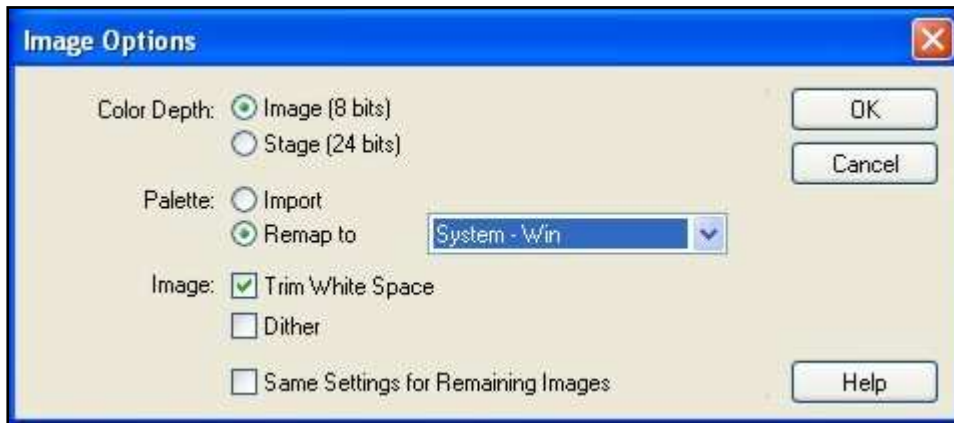 Image Options
Color Depth: Image (8 bits) OK
Stage (24 bits)
Cancel
Palette: Import
Remap to System - Win
Image: Trim White Space
Dither
Same Settings for Remaining Images Help